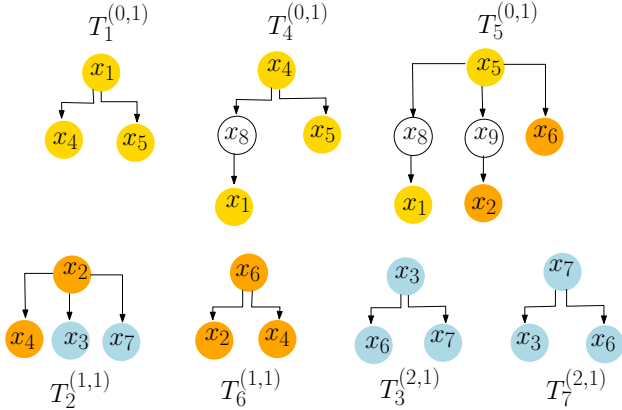 T_1^{(0,1)} T_4^{(0,1)} T_5^{(0,1)}
x_1 x_4 x_5
x_4 x_5 x_8 x_5 x_8 x_9 x_6
x_1 x_1 x_2
x_2 x_6 x_3 x_7
x_4 x_3 x_7 x_2 x_4 x_6 x_7 x_3 x_6
T_2^{(1,1)} T_6^{(1,1)} T_3^{(2,1)} T_7^{(2,1)}